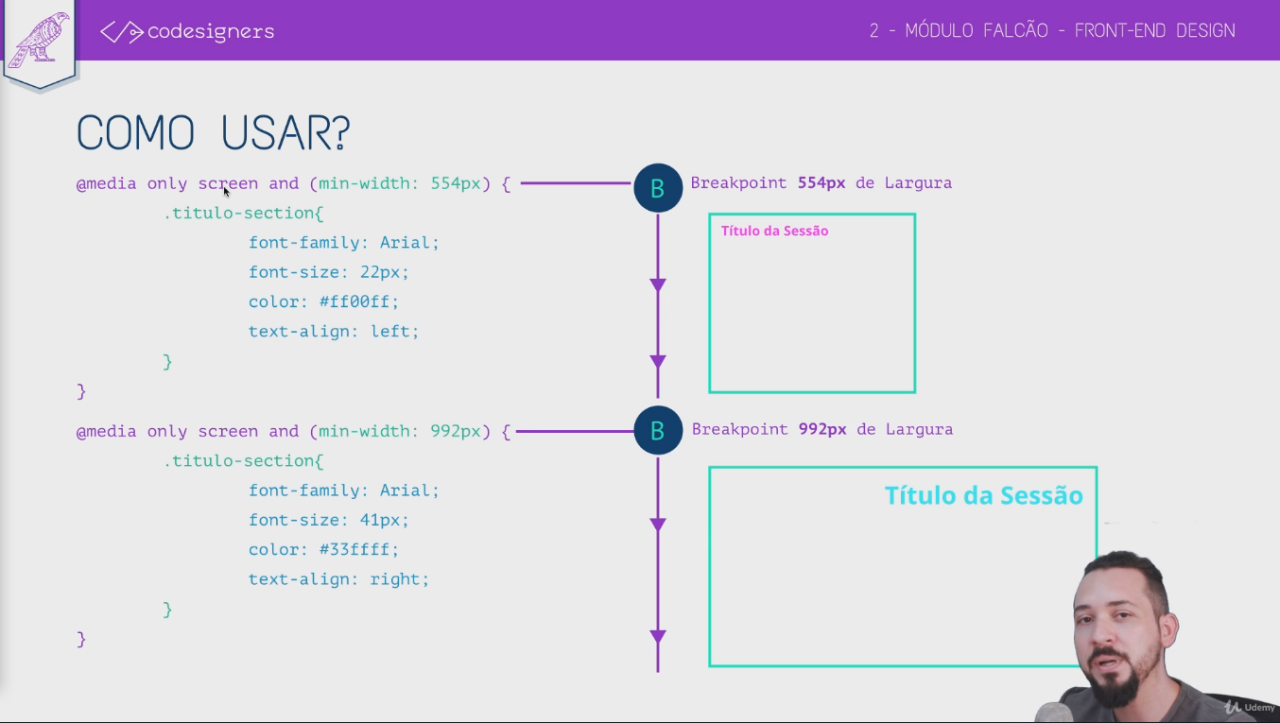 codesigners
2 - MÓDULO FALCÃO - FRONT-END DESIGN
COMO USAR?
@media only screen and (min-width: 554px) {
.titulo-section{
font-family: Arial;
font-size: 22px;
color: #ff00ff;
text-align: left;
}
}
B
Breakpoint 554px de Largura
Título da Sessão
@media only screen and (min-width: 992px) {
.titulo-section{
font-family: Arial;
font-size: 41px;
color: #33ffff;
text-align: right;
}
}
B
Breakpoint 992px de Largura
Título da Sessão
Udemy